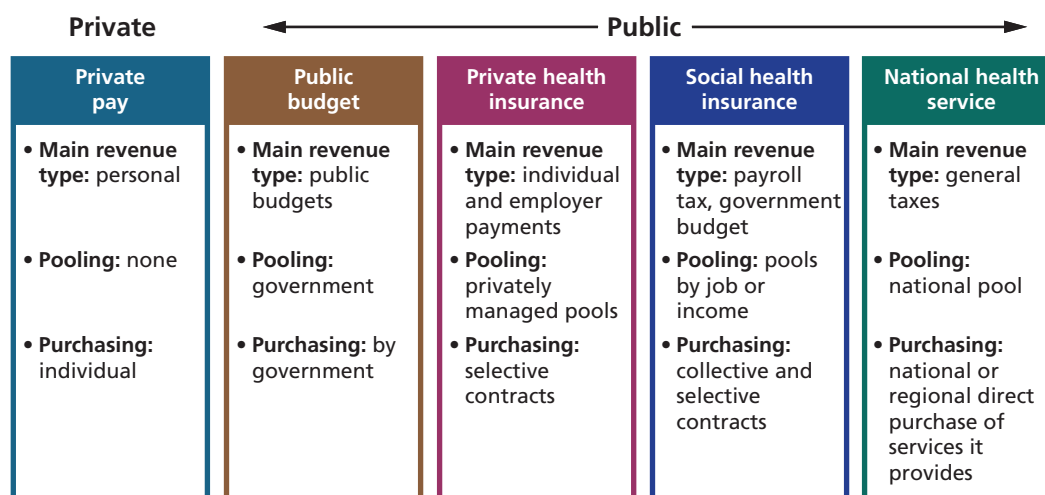 Private
Public
Private
pay
• Main revenue
type: personal
• Pooling: none
• Purchasing:
individual
Public
budget
• Main revenue
type: public
budgets
• Pooling:
government
• Purchasing: by
government
Private health
insurance
• Main revenue
type: individual
and employer
payments
• Pooling:
privately
managed pools
• Purchasing:
selective
contracts
Social health
insurance
• Main revenue
type: payroll
tax, government
budget
• Pooling: pools
by job or
income
• Purchasing:
collective and
selective
contracts
National health
service
• Main revenue
type: general
taxes
• Pooling:
national pool
• Purchasing:
national or
regional direct
purchase of
services it
provides